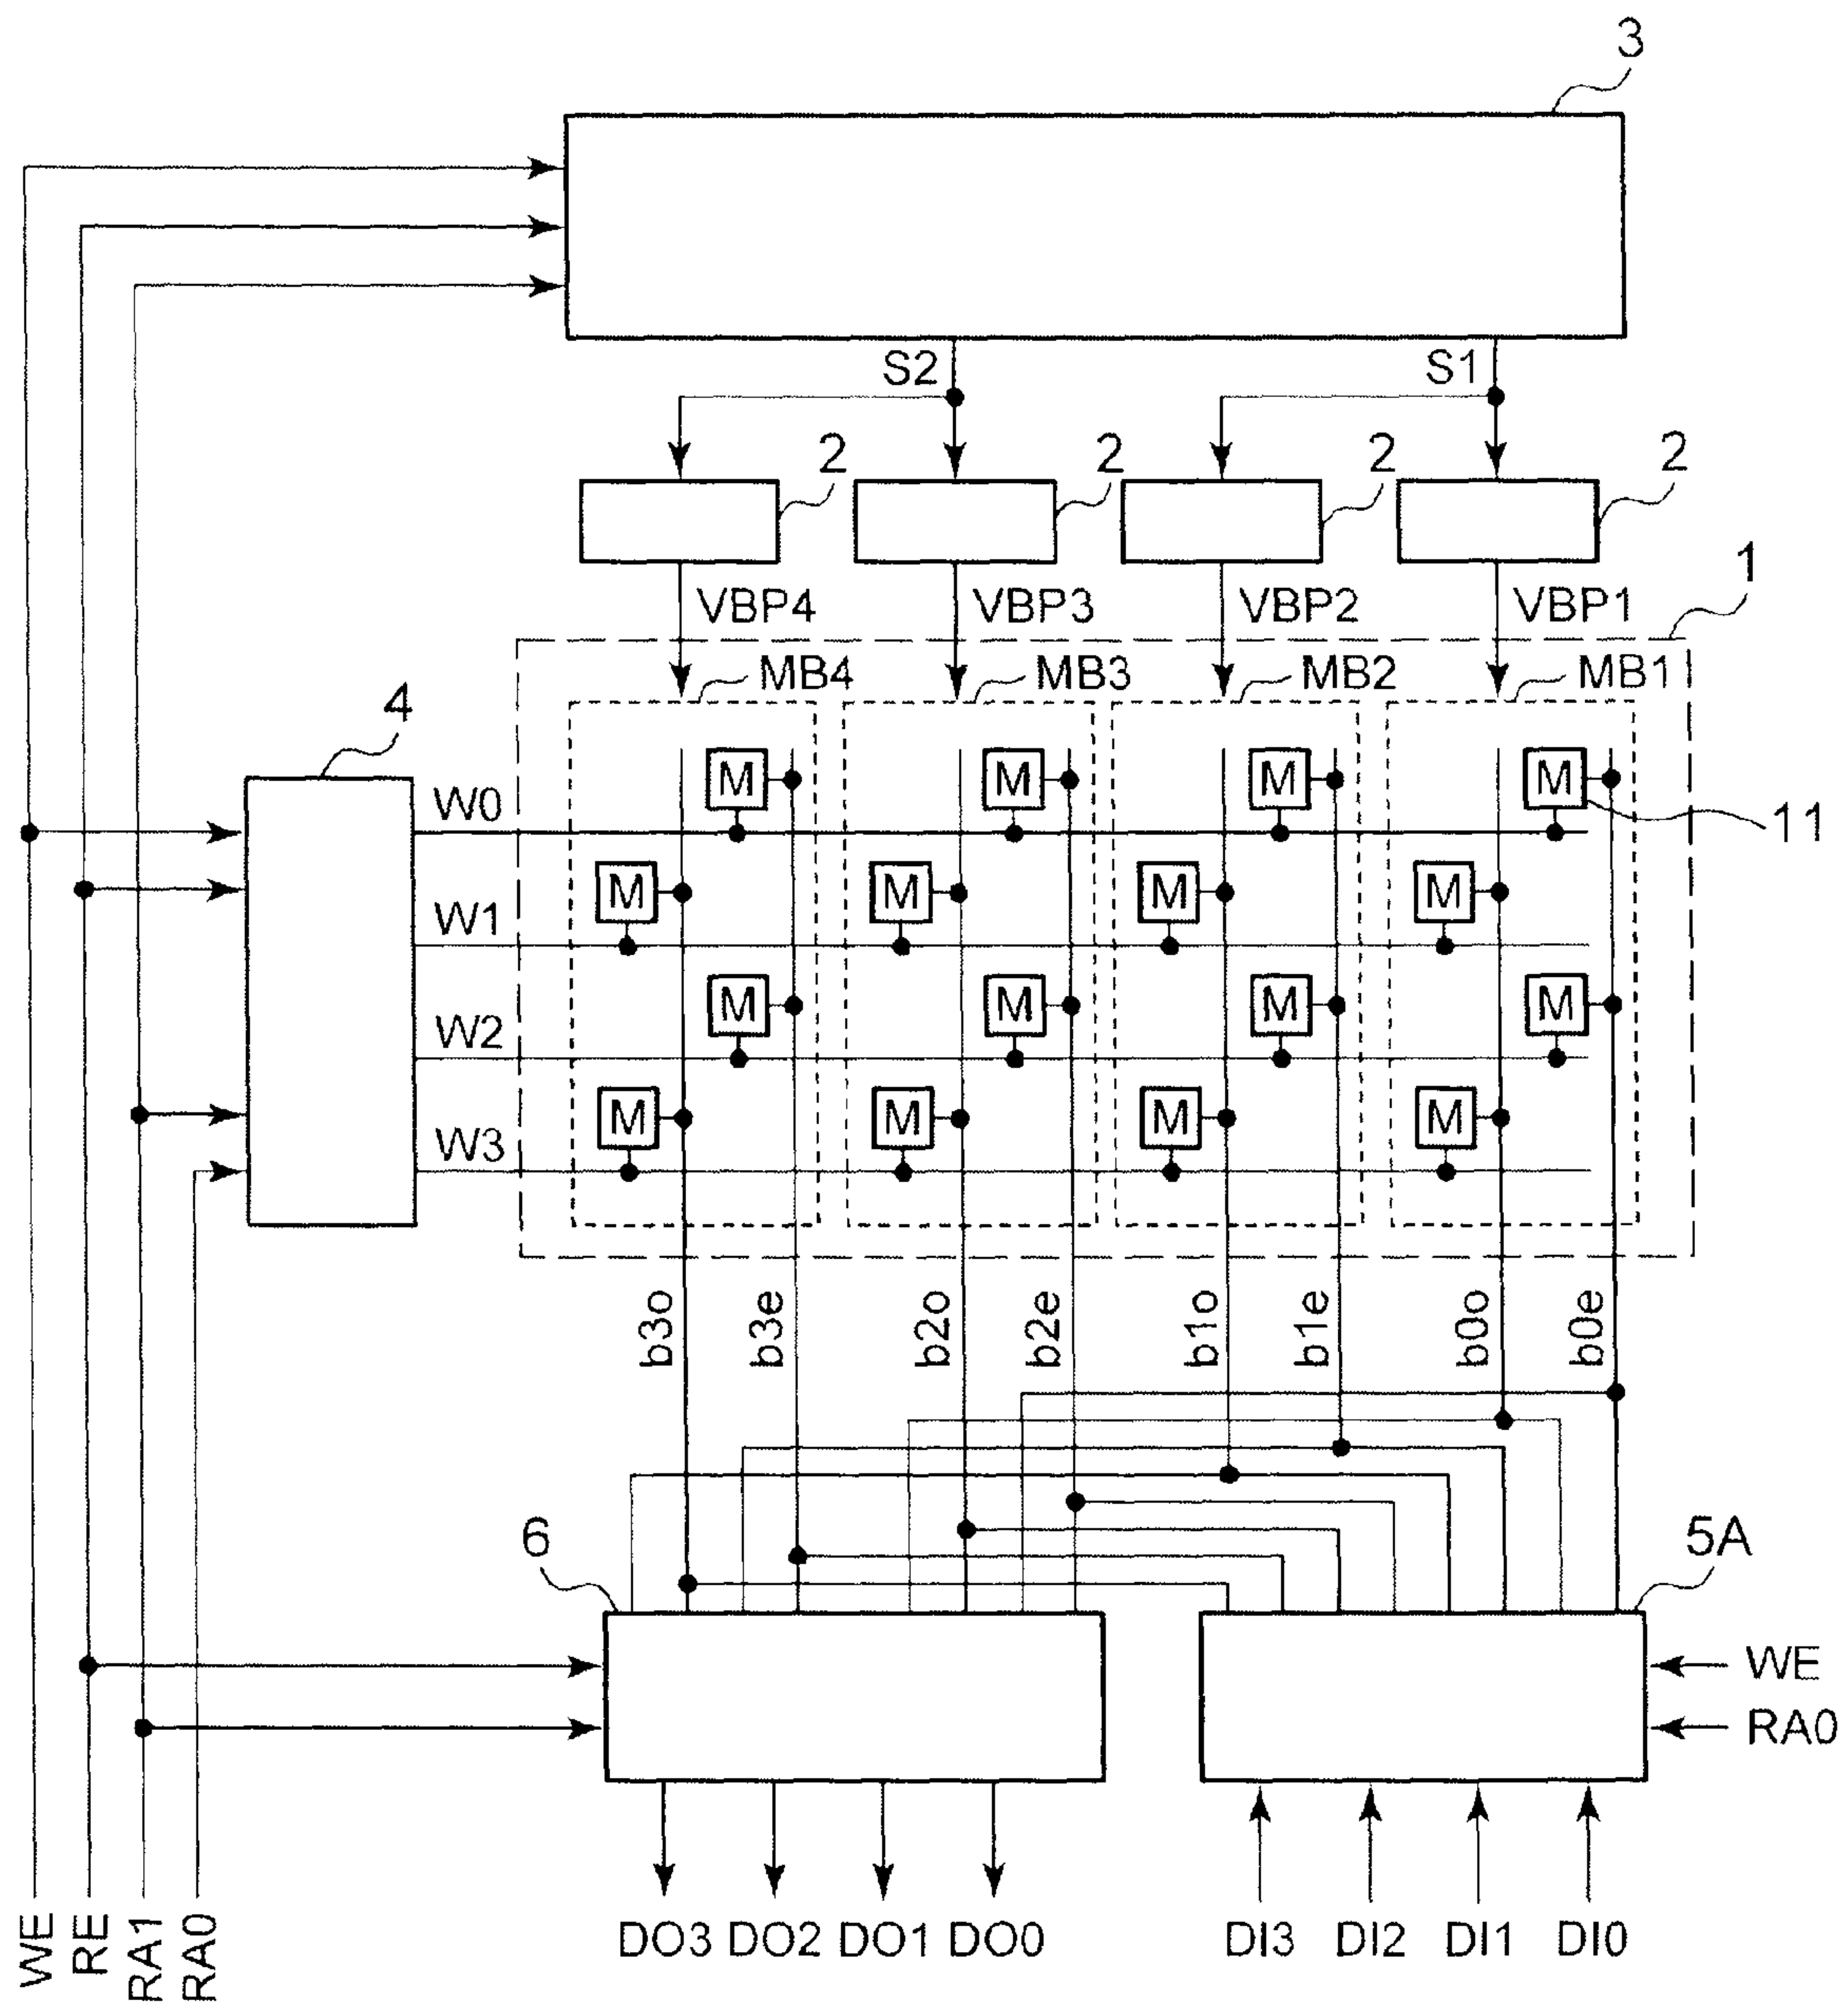 3
S2 S1
2 2 2 2
1
VBP4 VBP3 VBP2 VBP1
MB4 MB3 MB2 MB1
4
M M M M
W0
11
M M M M
W1
M M M M
W2
M M M M
W3
b3o b3e b2o b2e b1o b1e b0o b0e
6 5A
WE
RA0
DO3 DO2 DO1 DO0 DI3 DI2 DI1 DI0
WE RE RA1 RA0